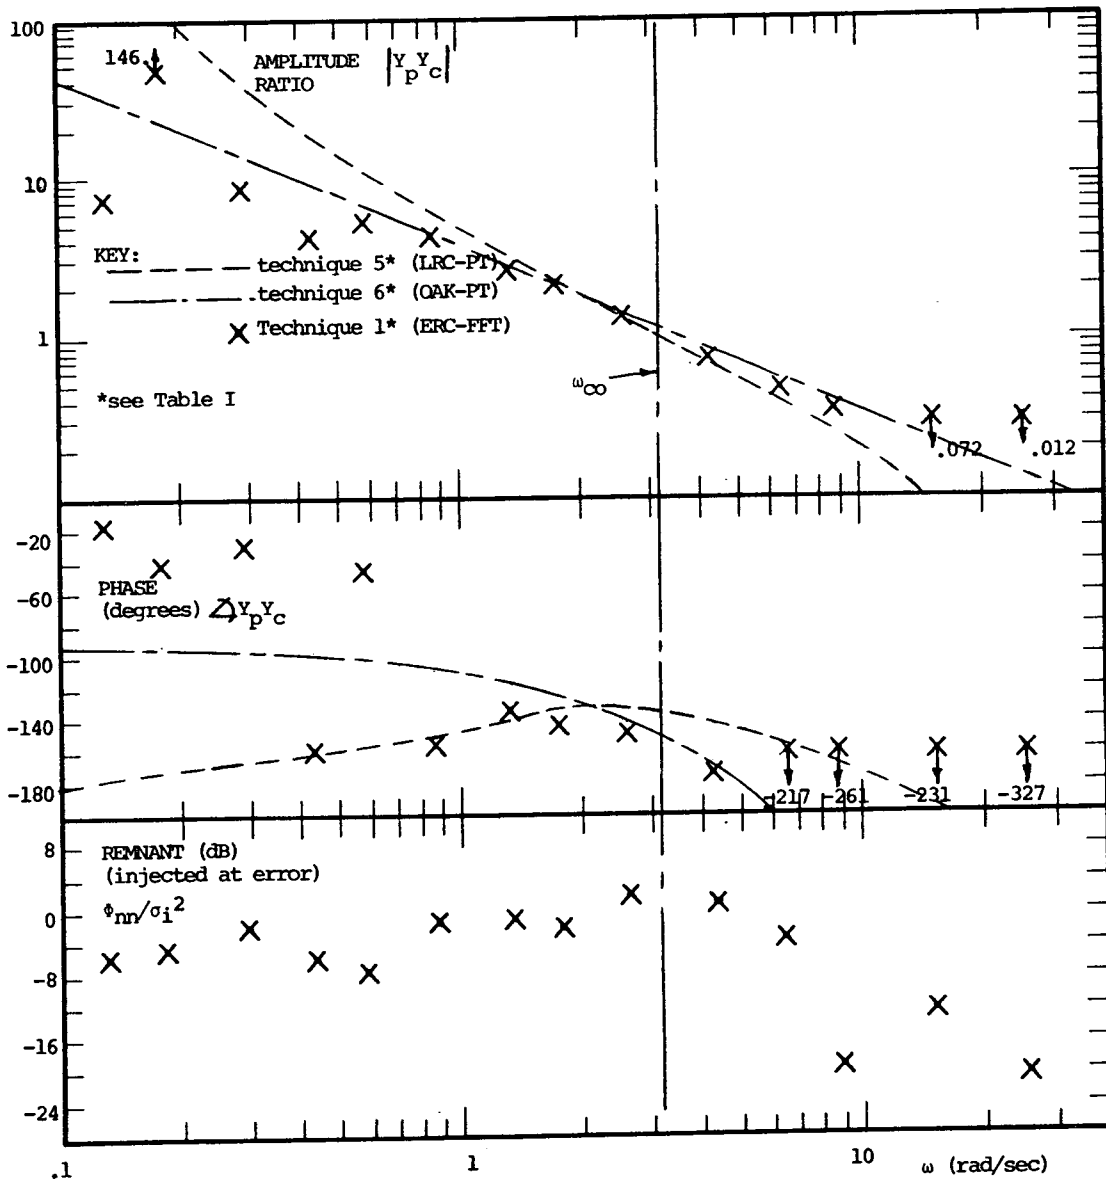 100
146
AMPLITUDE |YpYc|
RATIO
10
KEY:
technique 5* (LRC-PT)
technique 6* (OAK-PT)
Technique 1* (ERC-FFT)
1
ωCO
*see Table I
.072
.012
-20
PHASE
-60
(degrees) ∠YpYc
-100
-140
-180
-217
-261
-231
-327
8
REMNANT (dB)
(injected at error)
0
Φnn/σi²
-8
-16
-24
.1
1
10
ω (rad/sec)